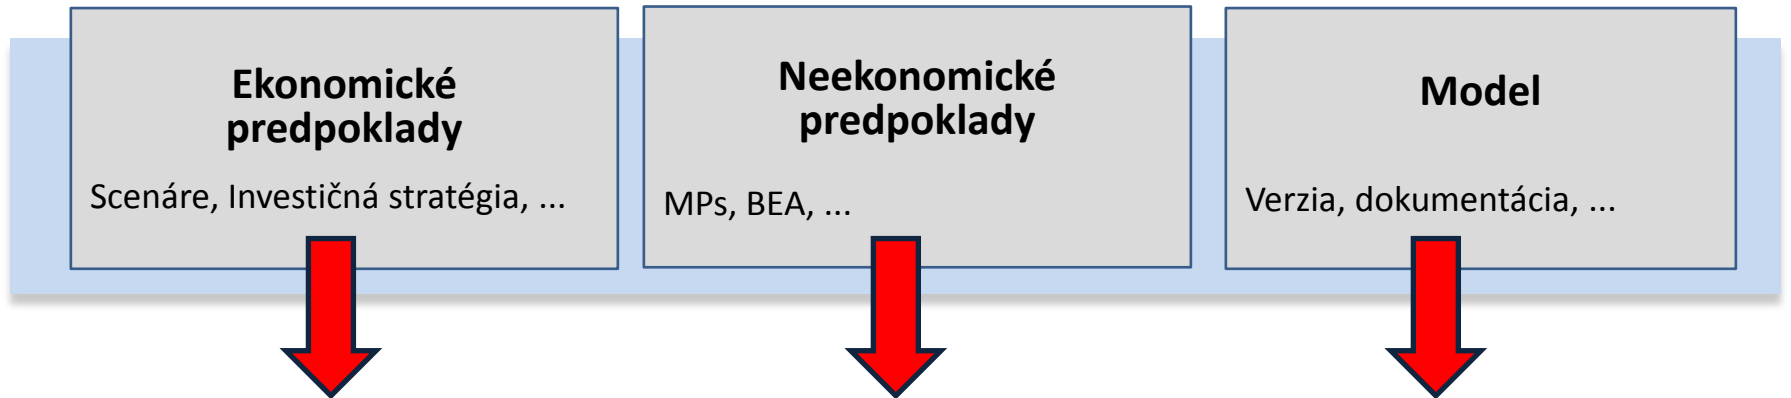 Ekonomické
predpoklady
Scenáre, Investičná stratégia, ...
Neekonomické
predpoklady
MPs, BEA, ...
Model
Verzia, dokumentácia, ...